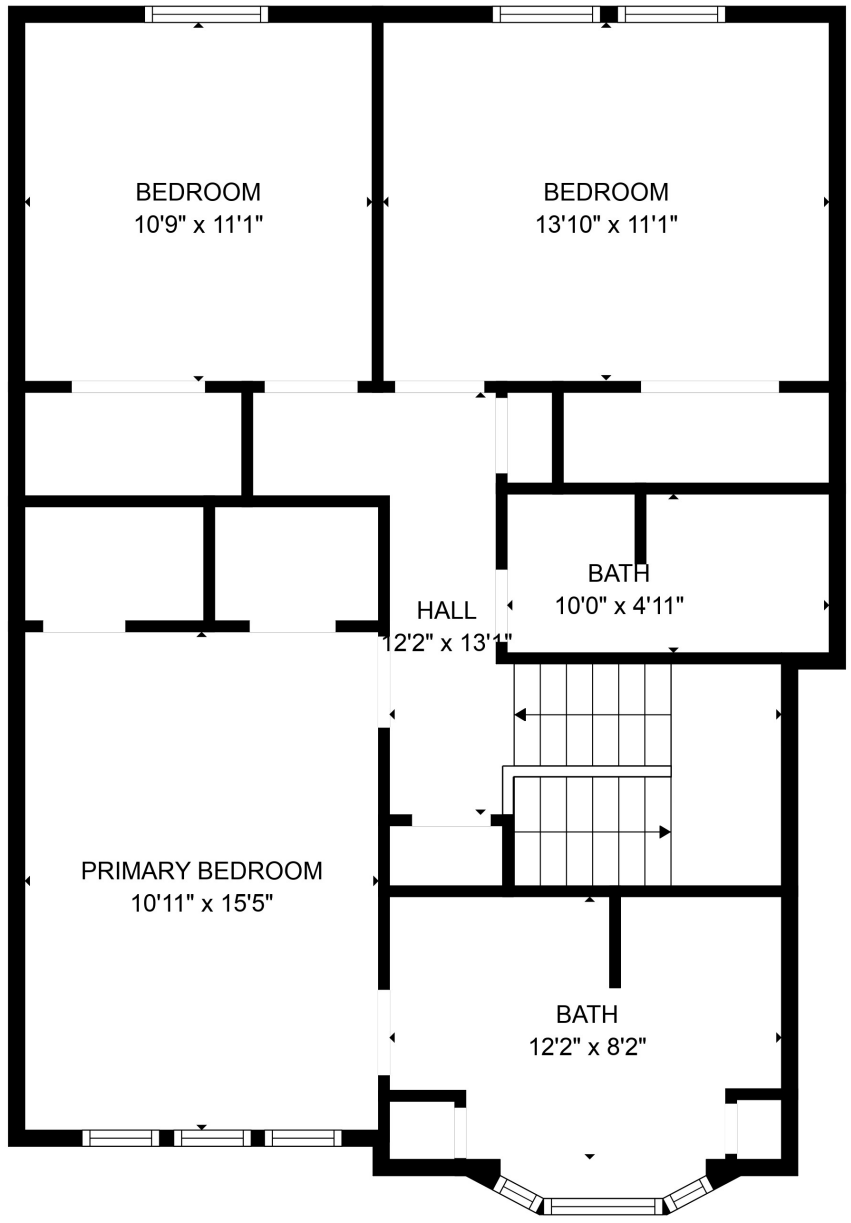 BEDROOM
10'9" x 11'1"
BEDROOM
13'10" x 11'1"
BATH
10'0" x 4'11"
HALL
12'2" x 13'1"
PRIMARY BEDROOM
10'11" x 15'5"
BATH
12'2" x 8'2"